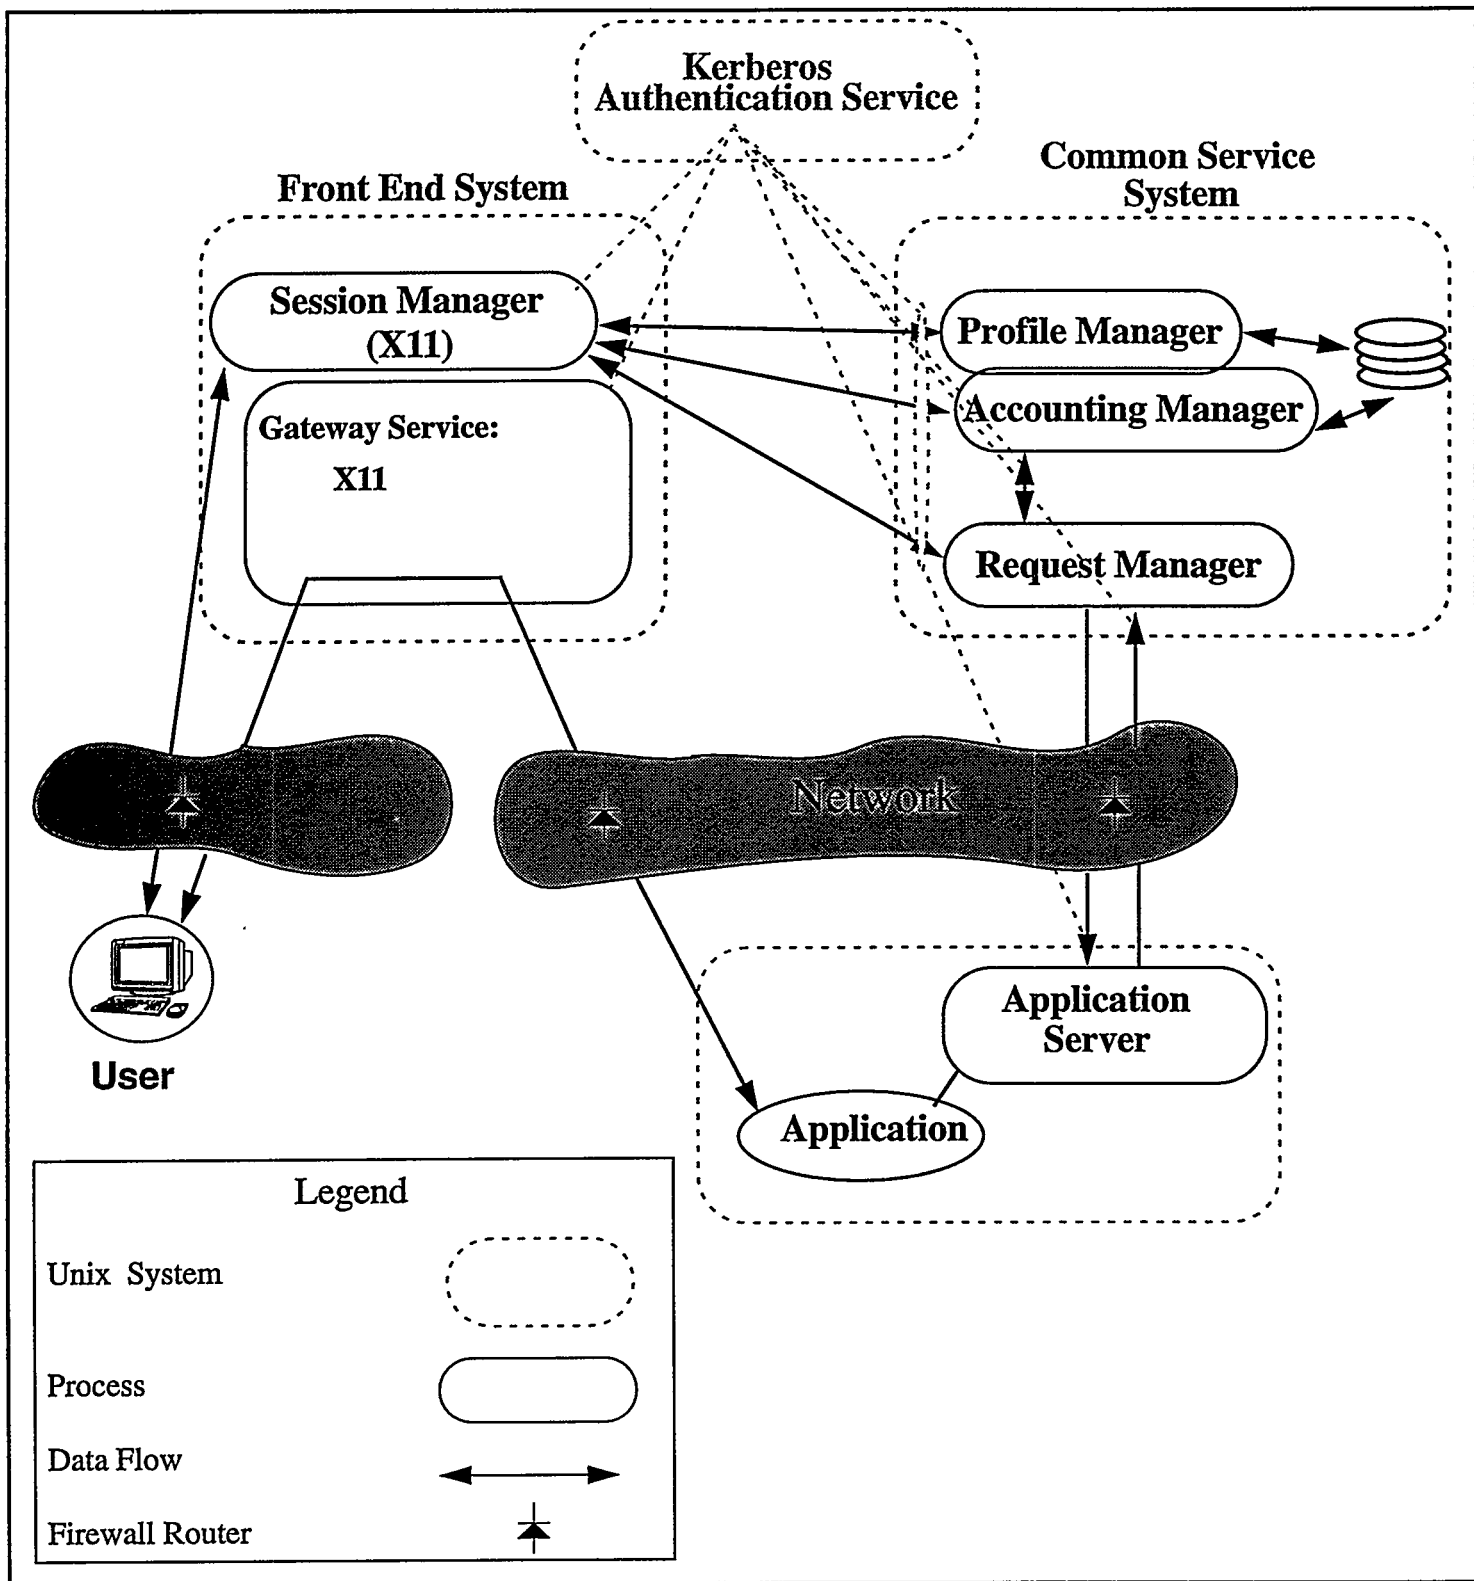 Kerberos
Authentication Service
Common Service
System
Front End System
Session Manager
(X11)
Profile Manager
Accounting Manager
Gateway Service:
X11
Request Manager
Network
Application
Server
User
Application
Legend
Unix System
Process
Data Flow
Firewall Router